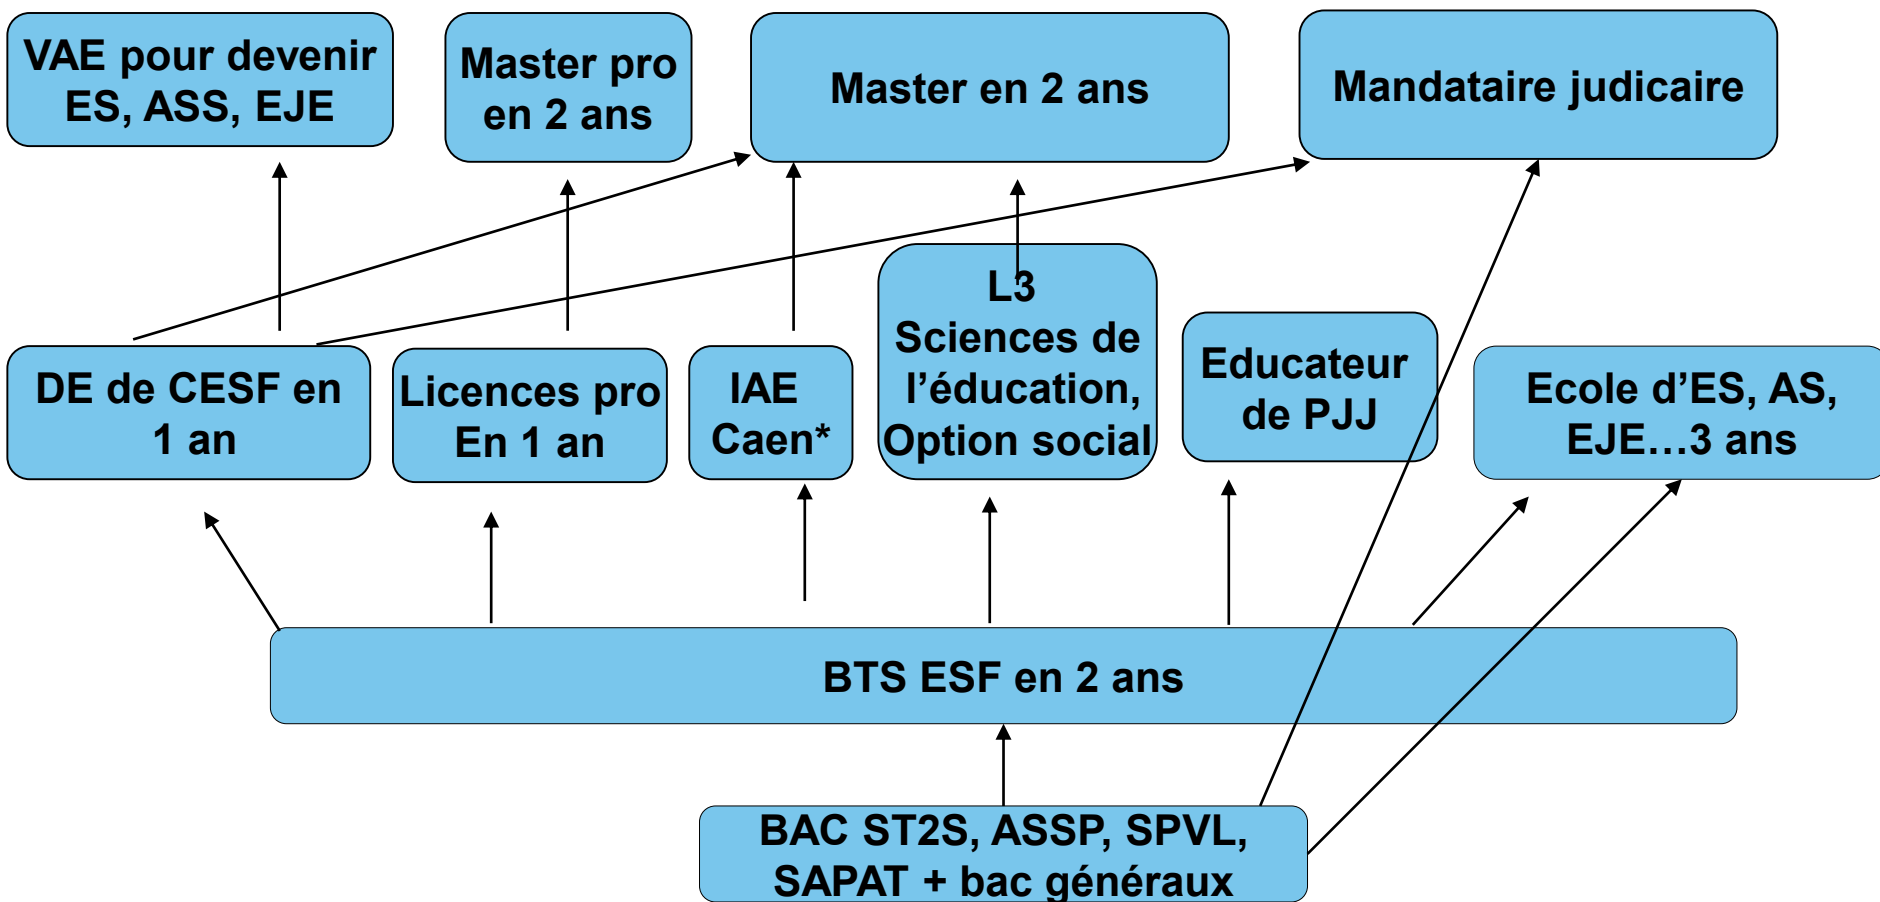 VAE pour devenir
ES, ASS, EJE
Master pro
en 2 ans
Master en 2 ans
Mandataire judicaire
DE de CESF en
1 an
Licences pro
En 1 an
IAE
Caen*
L3
Sciences de
l’éducation,
Option social
Educateur
de PJJ
Ecole d’ES, AS,
EJE…3 ans
BTS ESF en 2 ans
BAC ST2S, ASSP, SPVL,
SAPAT + bac généraux